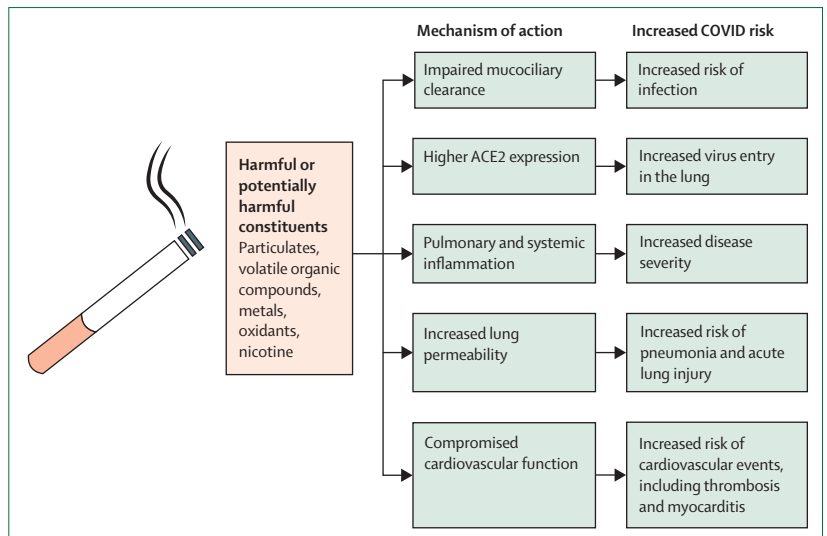 Mechanism of action
Increased COVID risk
Harmful or
potentially
harmful
constituents
Particulates,
volatile organic
compounds,
metals,
oxidants,
nicotine
Impaired mucociliary
clearance
Increased risk of
infection
Higher ACE2 expression
Increased virus entry
in the lung
Pulmonary and systemic
inflammation
Increased disease
severity
Increased lung
permeability
Increased risk of
pneumonia and acute
lung injury
Compromised
cardiovascular function
Increased risk of
cardiovascular events,
including thrombosis
and myocarditis